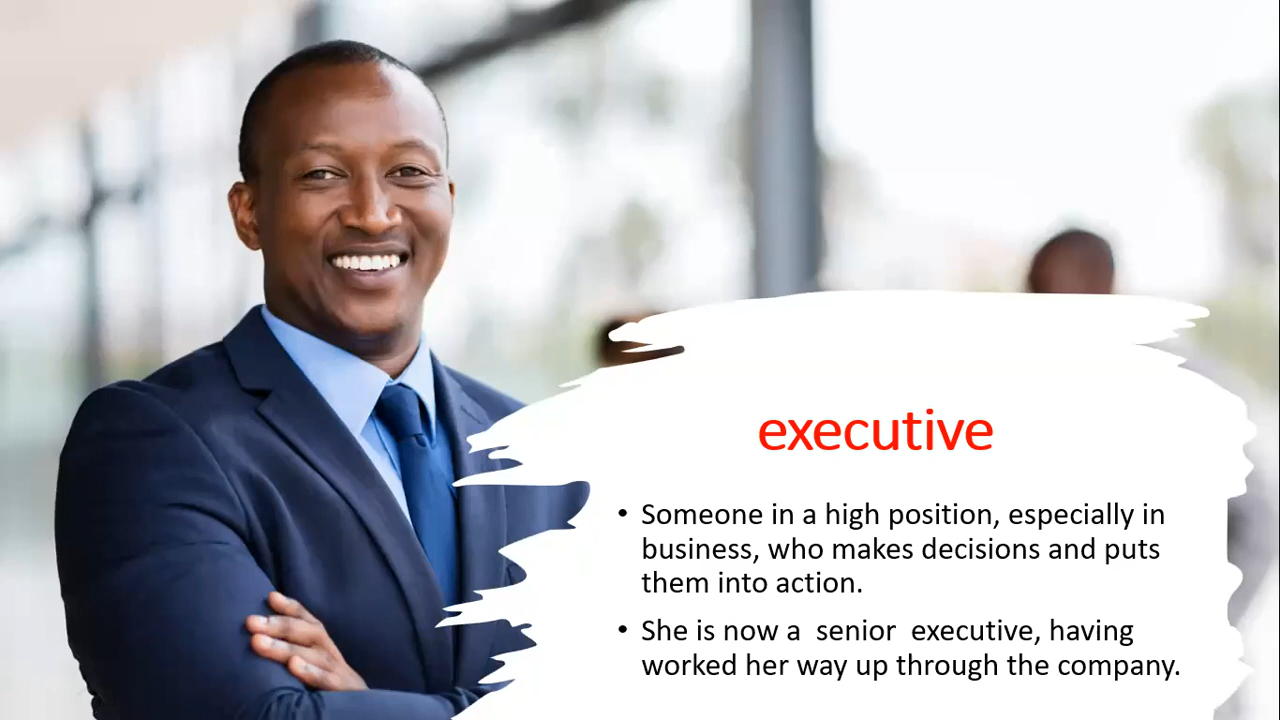 executive
• Someone in a high position, especially in
business, who makes decisions and puts
them into action.
• She is now a  senior  executive, having
worked her way up through the company.